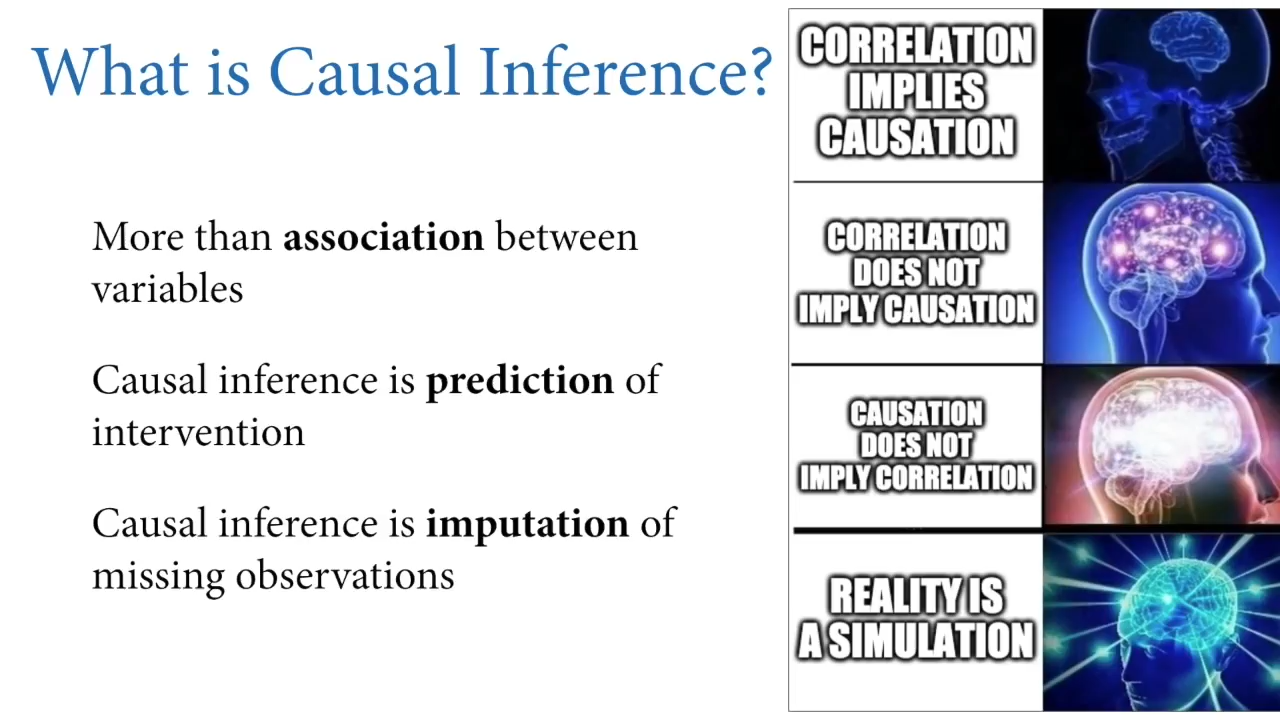 What is Causal Inference?
More than association between
variables
Causal inference is prediction of
intervention
Causal inference is imputation of
missing observations
CORRELATION
IMPLIES
CAUSATION
CORRELATION
DOES NOT
IMPLY CAUSATION
CAUSATION
DOES NOT
IMPLY CORRELATION
REALITY IS
A SIMULATION